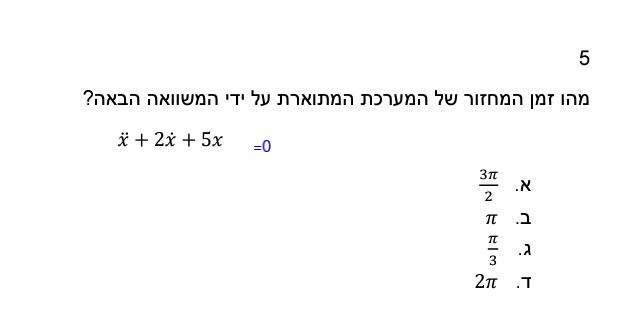 5
מהו זמן המחזור של המערכת המתוארת על ידי המשוואה הבאה?
ẍ + 2ẋ + 5x =0
א. 3π/2
ב. π
ג. π/3
ד. 2π